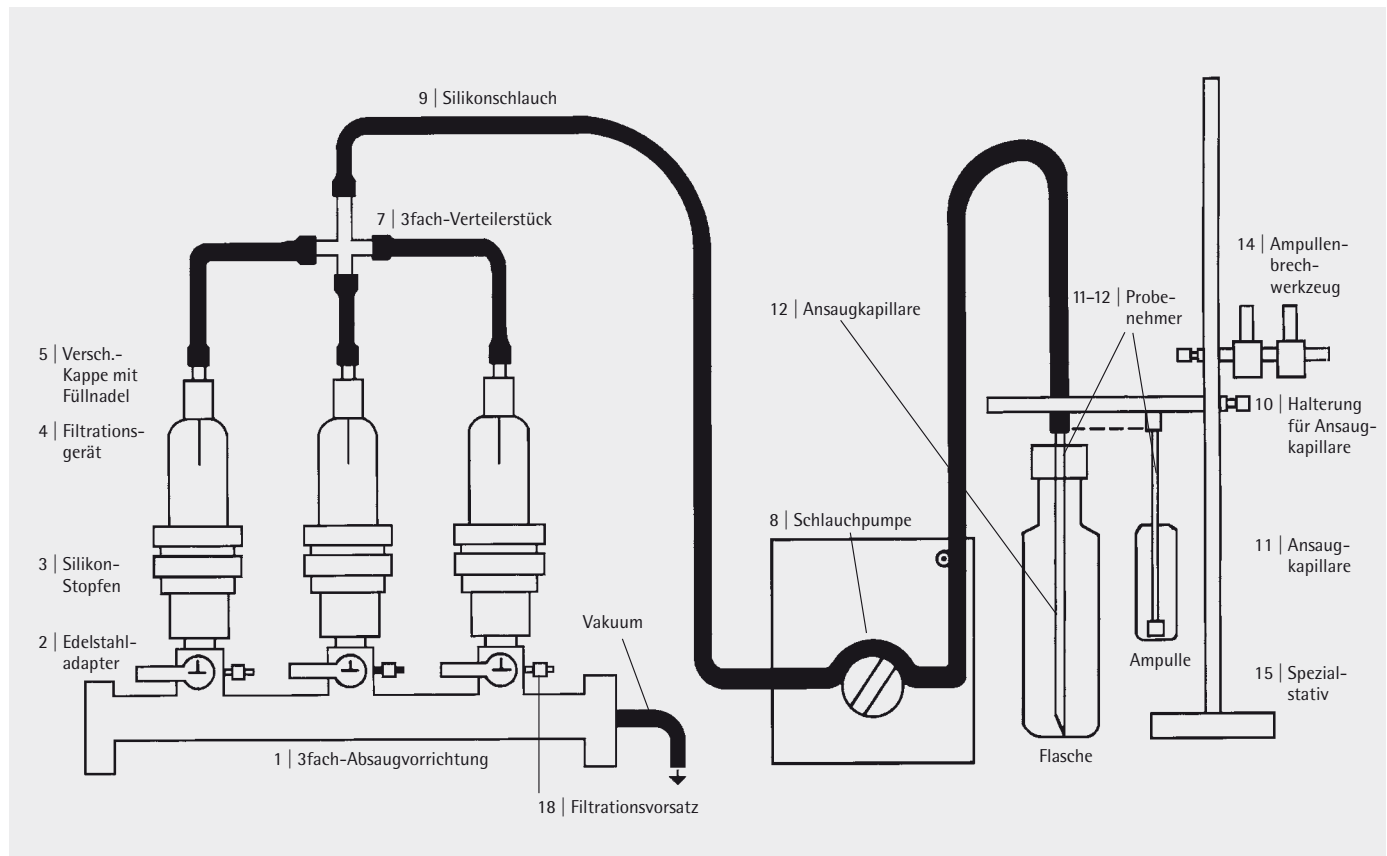 9 | Silikonschlauch
7 | 3fach-Verteilerstück
14 | Ampullen-
brech-
werkzeug
12 | Ansaugkapillare
11–12 | Probe-
nehmer
5 | Versch.-
Kappe mit
Füllnadel
4 | Filtrations-
gerät
10 | Halterung
für Ansaug-
kapillare
8 | Schlauchpumpe
3 | Silikon-
Stopfen
11 | Ansaug-
kapillare
2 | Edelstahl-
adapter
Vakuum
Ampulle
15 | Spezial-
stativ
1 | 3fach-Absaugvorrichtung
Flasche
18 | Filtrationsvorsatz